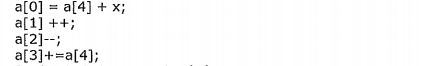 a[0] = a[4] + x;
a[1] ++;
a[2]--;
a[3]+=a[4];